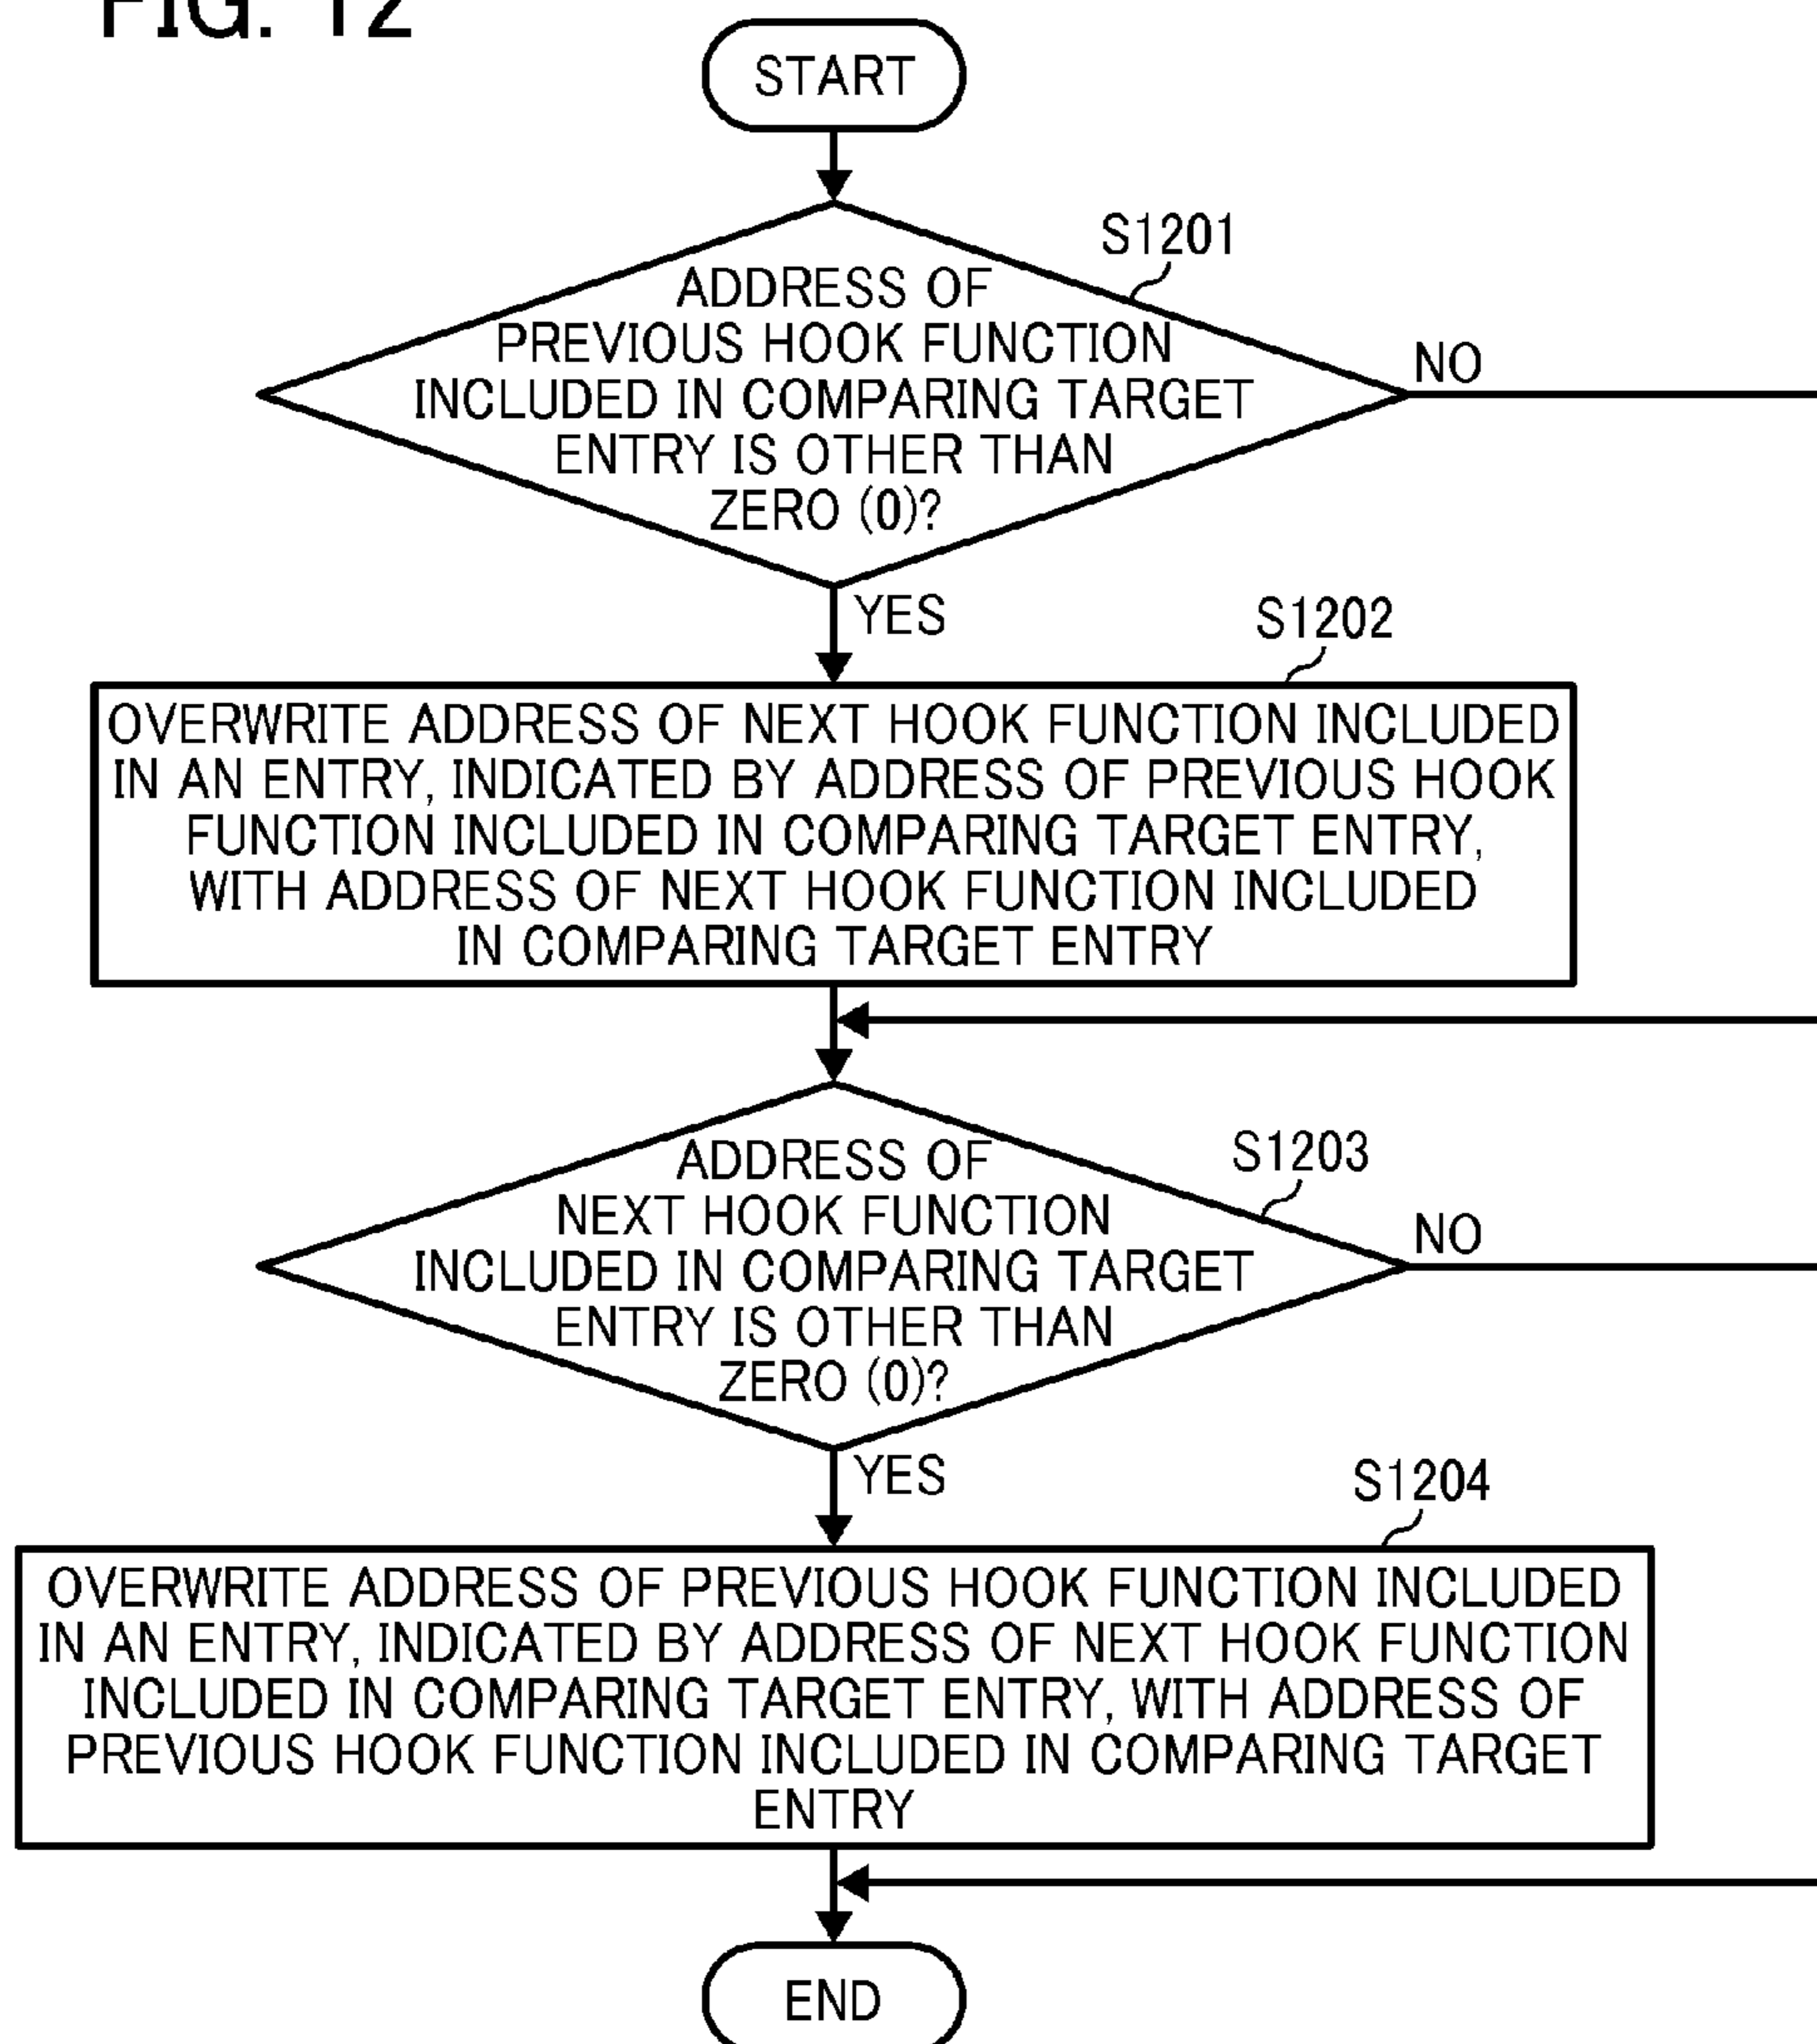 FIG. 12
START
S1201
ADDRESS OF
PREVIOUS HOOK FUNCTION
INCLUDED IN COMPARING TARGET
ENTRY IS OTHER THAN
ZERO (0)?
NO
YES
S1202
OVERWRITE ADDRESS OF NEXT HOOK FUNCTION INCLUDED
IN AN ENTRY, INDICATED BY ADDRESS OF PREVIOUS HOOK
FUNCTION INCLUDED IN COMPARING TARGET ENTRY,
WITH ADDRESS OF NEXT HOOK FUNCTION INCLUDED
IN COMPARING TARGET ENTRY
S1203
ADDRESS OF
NEXT HOOK FUNCTION
INCLUDED IN COMPARING TARGET
ENTRY IS OTHER THAN
ZERO (0)?
NO
YES
S1204
OVERWRITE ADDRESS OF PREVIOUS HOOK FUNCTION INCLUDED
IN AN ENTRY, INDICATED BY ADDRESS OF NEXT HOOK FUNCTION
INCLUDED IN COMPARING TARGET ENTRY, WITH ADDRESS OF
PREVIOUS HOOK FUNCTION INCLUDED IN COMPARING TARGET
ENTRY
END